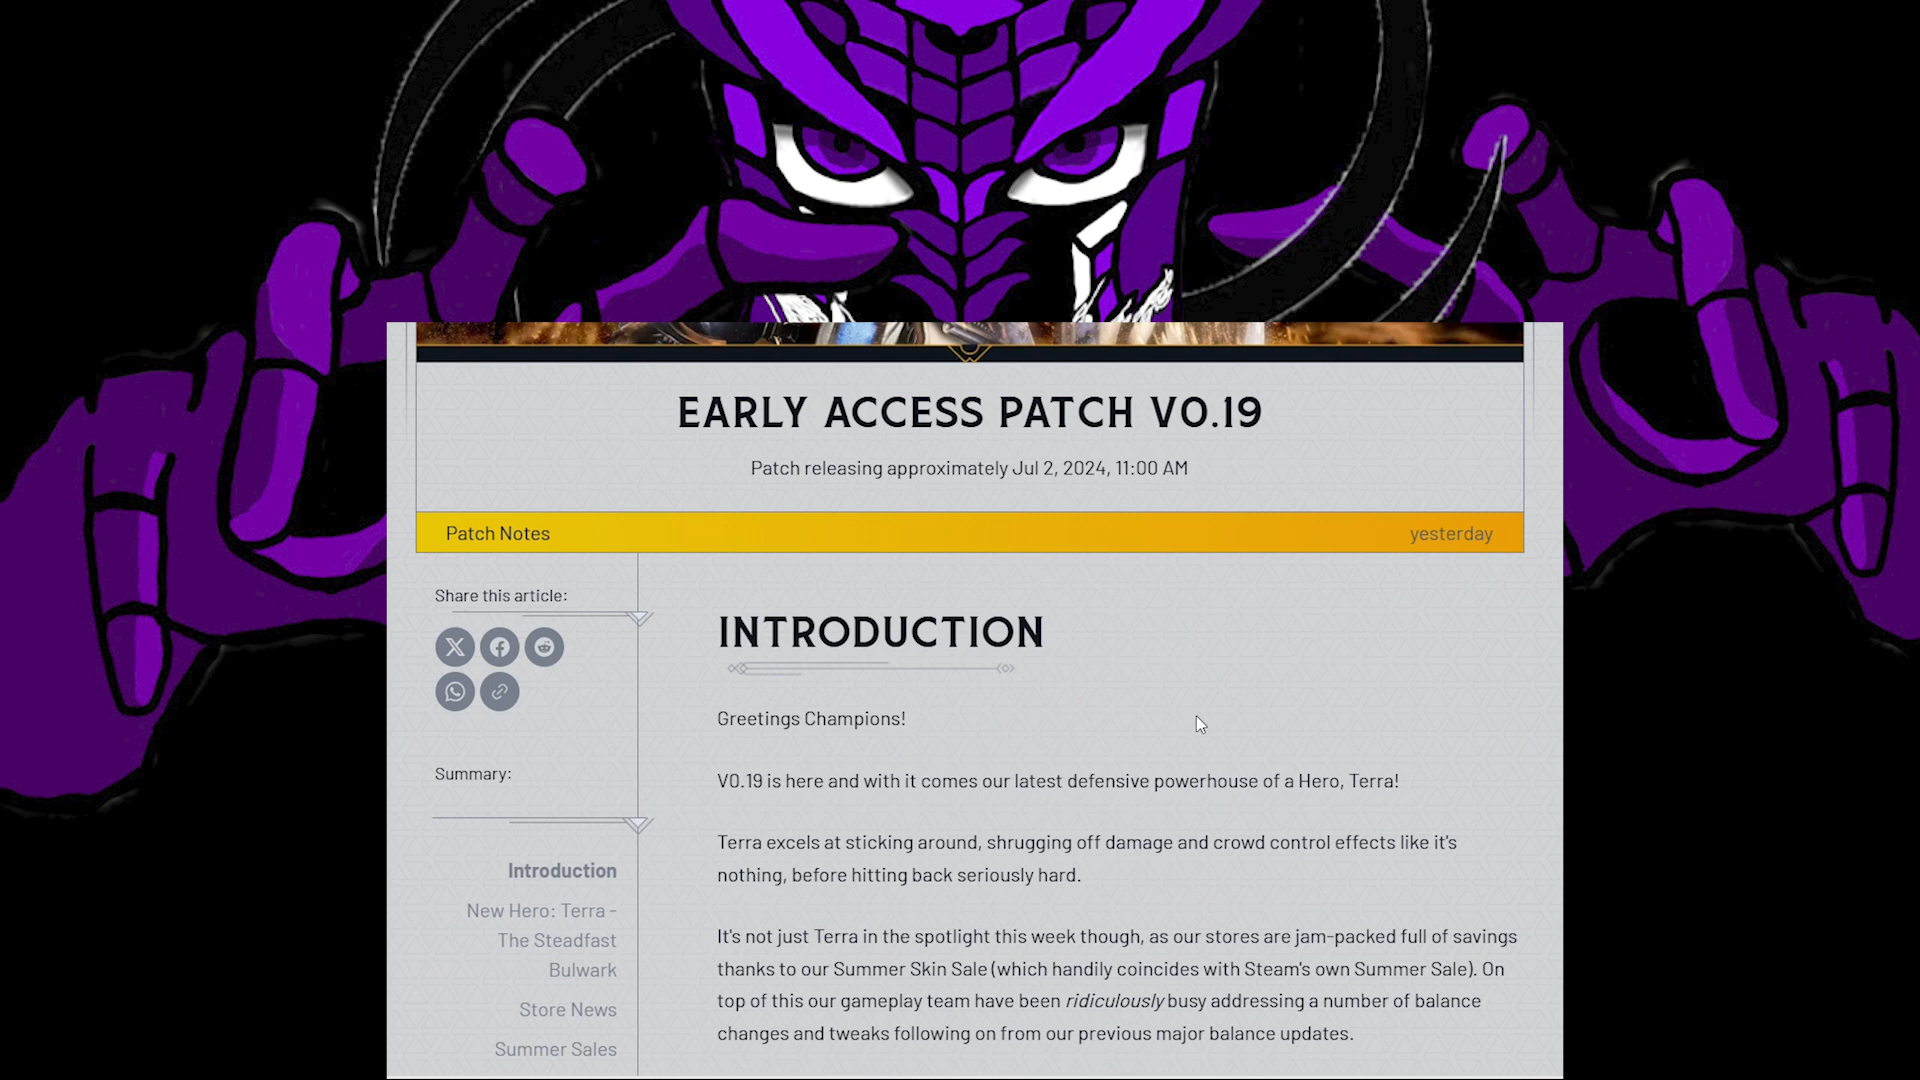 EARLY ACCESS PATCH V0.19
Patch releasing approximately Jul 2, 2024, 11:00 AM
Patch Notes
yesterday
Share this article:
Summary:
Introduction
New Hero: Terra -
The Steadfast
Bulwark
Store News
Summer Sales
INTRODUCTION
Greetings Champions!
V0.19 is here and with it comes our latest defensive powerhouse of a Hero, Terra!
Terra excels at sticking around, shrugging off damage and crowd control effects like it's
nothing, before hitting back seriously hard.
It's not just Terra in the spotlight this week though, as our stores are jam-packed full of savings
thanks to our Summer Skin Sale (which handily coincides with Steam's own Summer Sale). On
top of this our gameplay team have been ridiculously busy addressing a number of balance
changes and tweaks following on from our previous major balance updates.